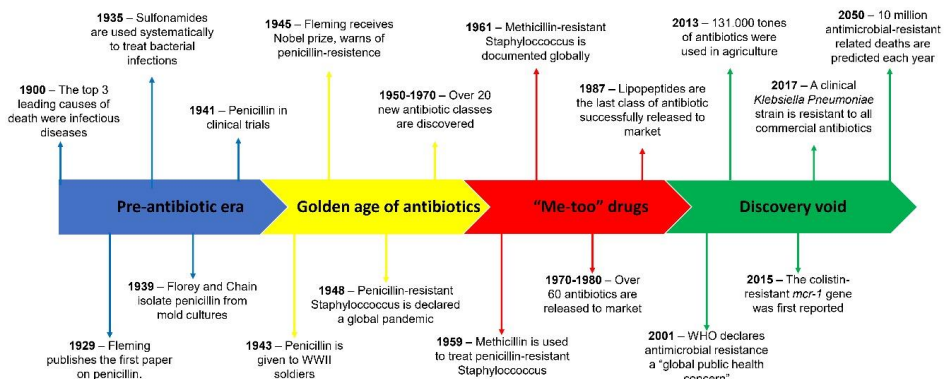 1935 – Sulfonamides
are used systematically
to treat bacterial
infections
1945 – Fleming receives
Nobel prize, warns of
penicillin-resistence
1961 – Methicillin-resistant
Staphyloccoccus is
documented globally
2013 – 131.000 tones
of antibiotics were
used in agriculture
2050 – 10 million
antimicrobial-resistant
related deaths are
predicted each year
1900 – The top 3
leading causes of
death were infectious
diseases
1941 – Penicillin in
clinical trials
1950-1970 – Over 20
new antibiotic classes
are discovered
1987 – Lipopeptides are
the last class of antibiotic
successfully released to
market
2017 – A clinical
Klebsiella Pneumoniae
strain is resistant to all
commercial antibiotics
Pre-antibiotic era
Golden age of antibiotics
"Me-too" drugs
Discovery void
1939 – Florey and Chain
isolate penicillin from
mold cultures
1948 – Penicillin-resistant
Staphyloccoccus is declared
a global pandemic
1970-1980 – Over
60 antibiotics are
released to market
2015 – The colistin-
resistant mcr-1 gene
was first reported
1929 – Fleming
publishes the first paper
on penicillin.
1943 – Penicillin is
given to WWII
soldiers
1959 – Methicillin is used
to treat penicillin-resistant
Staphyloccoccus
2001 – WHO declares
antimicrobial resistance
a "global public health
concern"